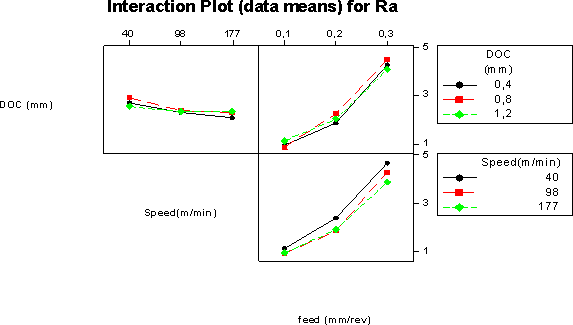 Interaction Plot (data means) for Ra
40 98 177 0,1 0,2 0,3
DOC (mm)
5
3
1
DOC
(mm)
0,4
0,8
1,2
Speed(m/min)
5
3
1
Speed(m/min)
40
98
177
feed (mm/rev)